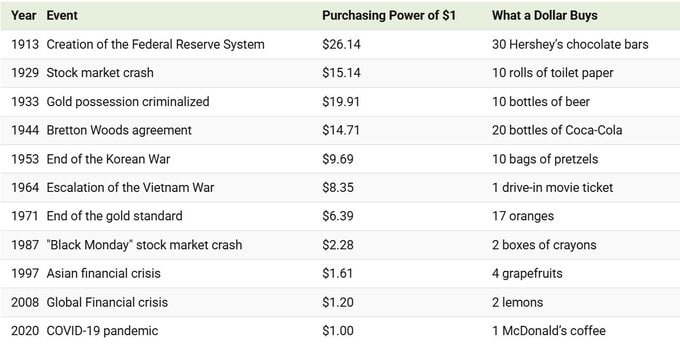 Year Event Purchasing Power of $1 What a Dollar Buys
1913 Creation of the Federal Reserve System $26.14 30 Hershey's chocolate bars
1929 Stock market crash $15.14 10 rolls of toilet paper
1933 Gold possession criminalized $19.91 10 bottles of beer
1944 Bretton Woods agreement $14.71 20 bottles of Coca-Cola
1953 End of the Korean War $9.69 10 bags of pretzels
1964 Escalation of the Vietnam War $8.35 1 drive-in movie ticket
1971 End of the gold standard $6.39 17 oranges
1987 "Black Monday" stock market crash $2.28 2 boxes of crayons
1997 Asian financial crisis $1.61 4 grapefruits
2008 Global Financial crisis $1.20 2 lemons
2020 COVID-19 pandemic $1.00 1 McDonald's coffee